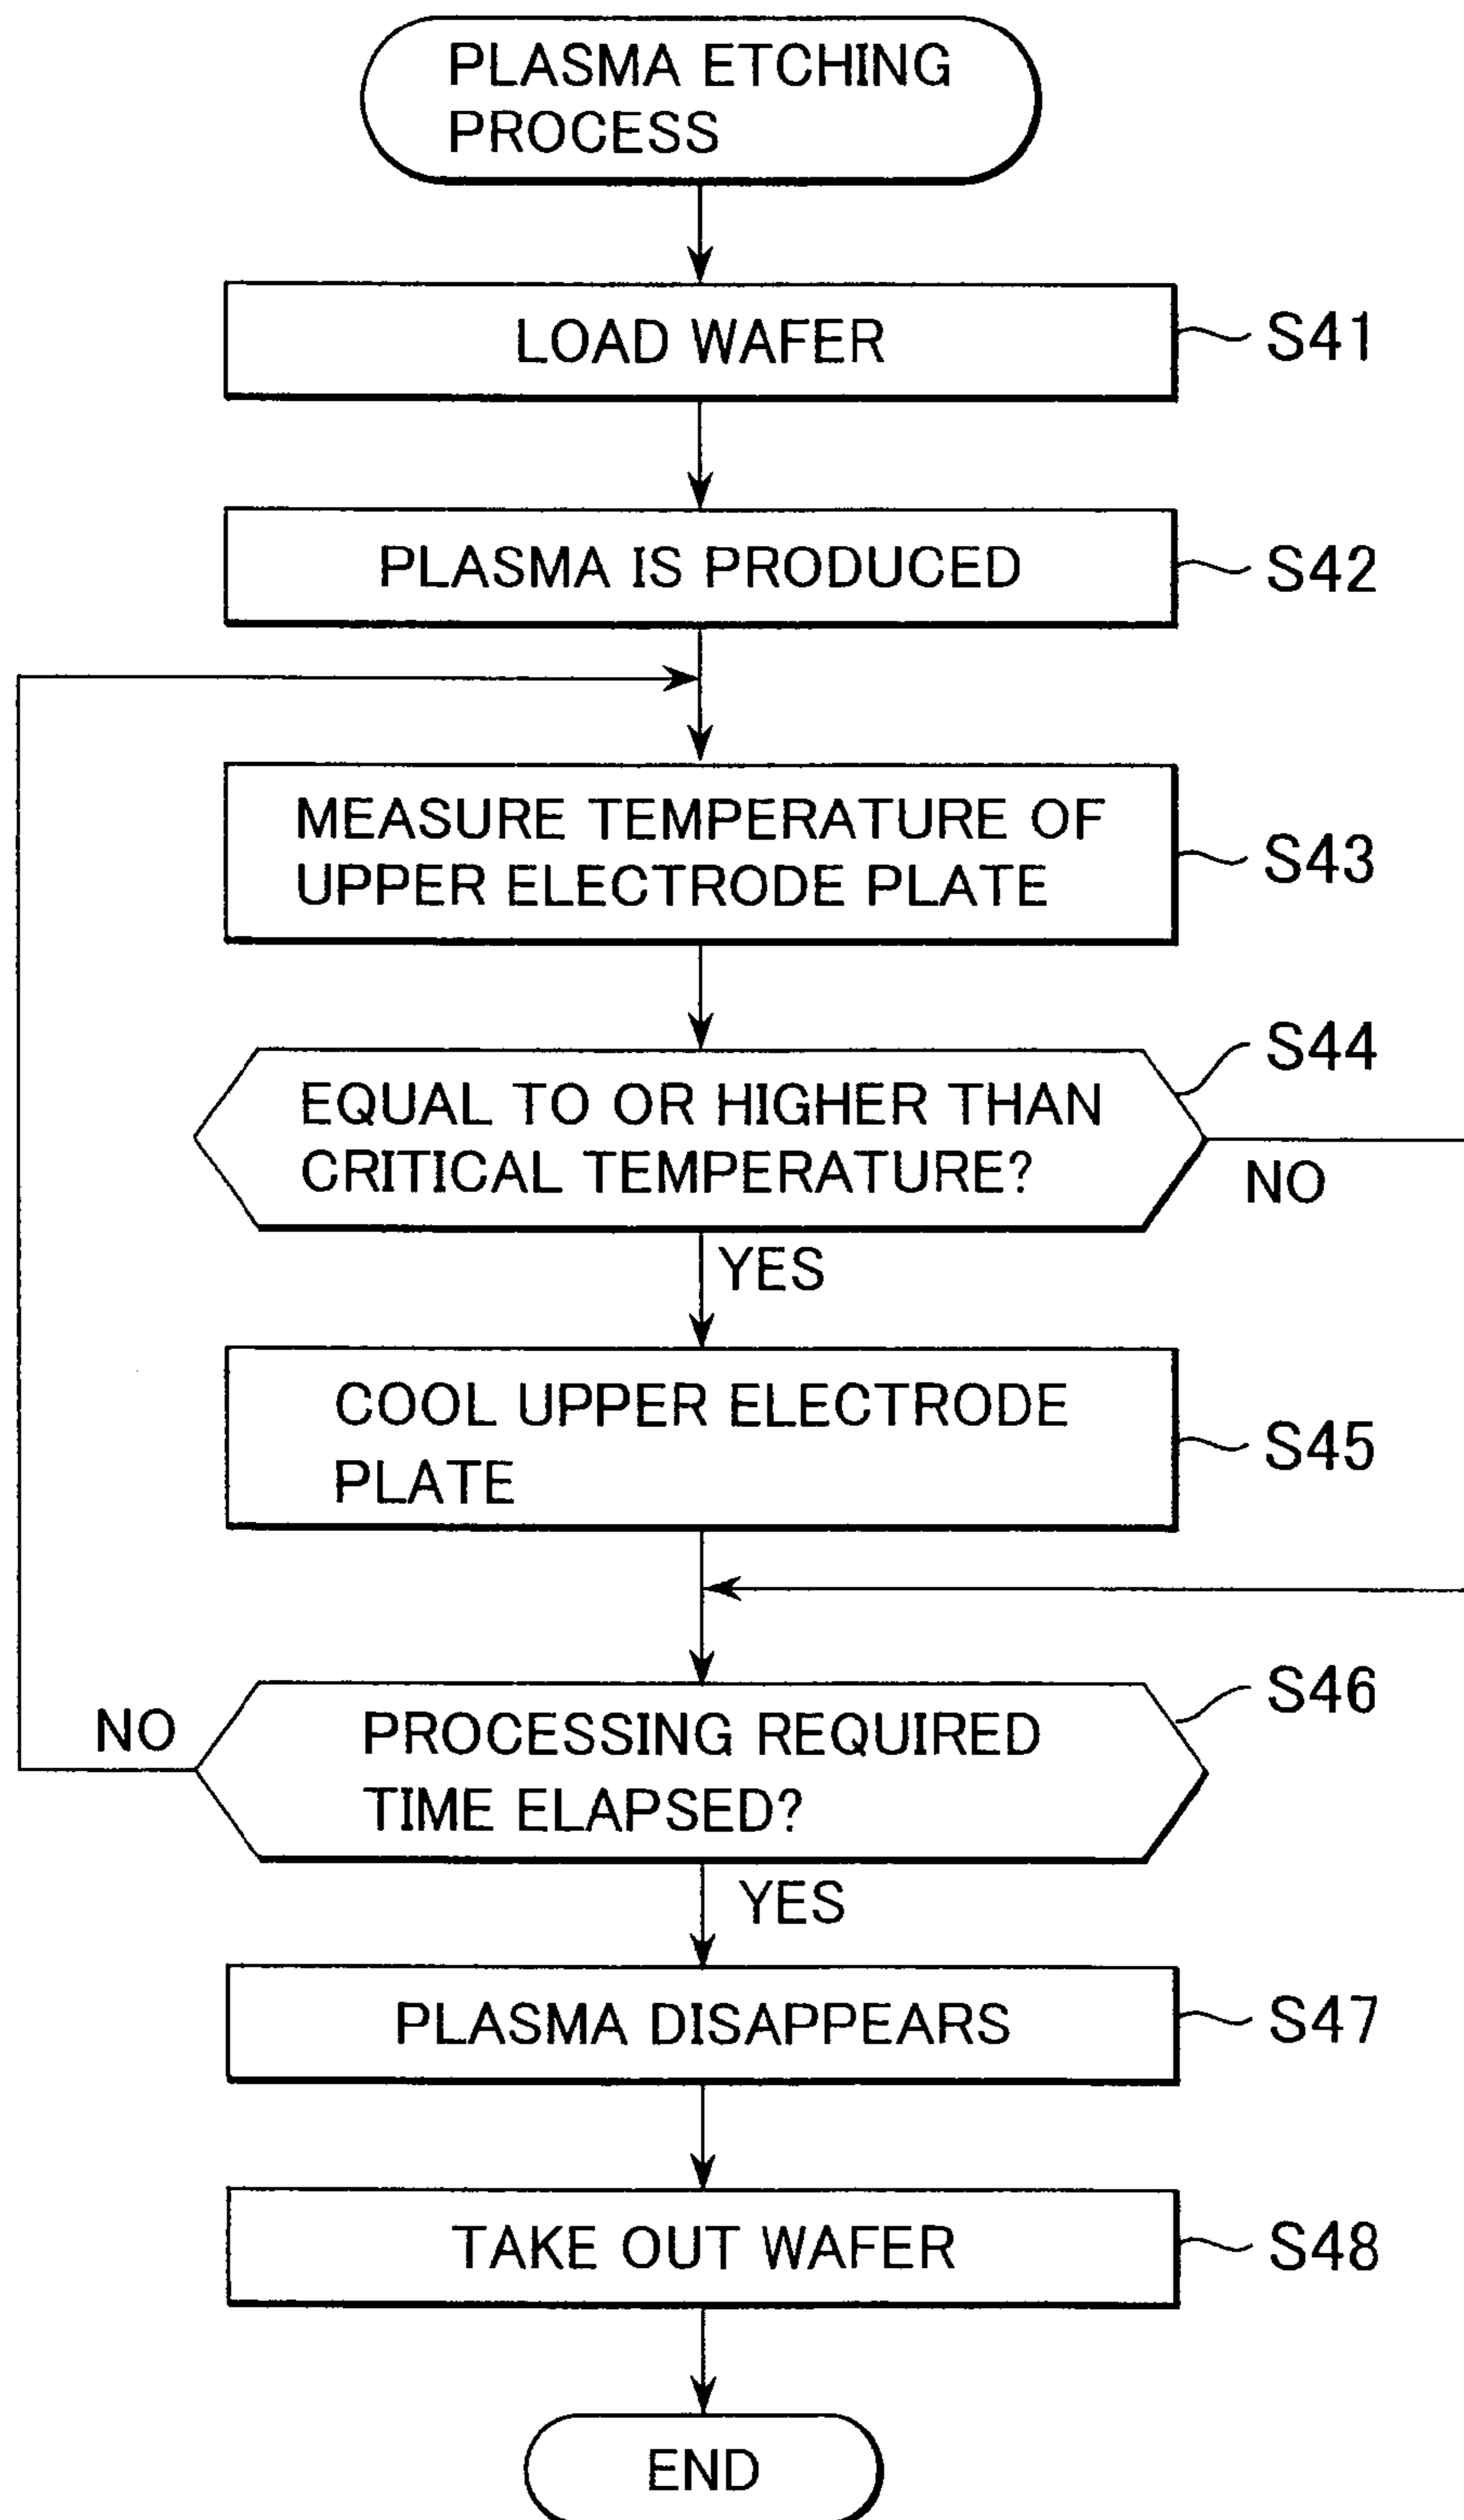 PLASMA ETCHING
PROCESS
LOAD WAFER
S41
PLASMA IS PRODUCED
S42
MEASURE TEMPERATURE OF
UPPER ELECTRODE PLATE
S43
S44
EQUAL TO OR HIGHER THAN
CRITICAL TEMPERATURE?
NO
YES
COOL UPPER ELECTRODE
PLATE
S45
S46
PROCESSING REQUIRED
TIME ELAPSED?
NO
YES
PLASMA DISAPPEARS
S47
TAKE OUT WAFER
S48
END